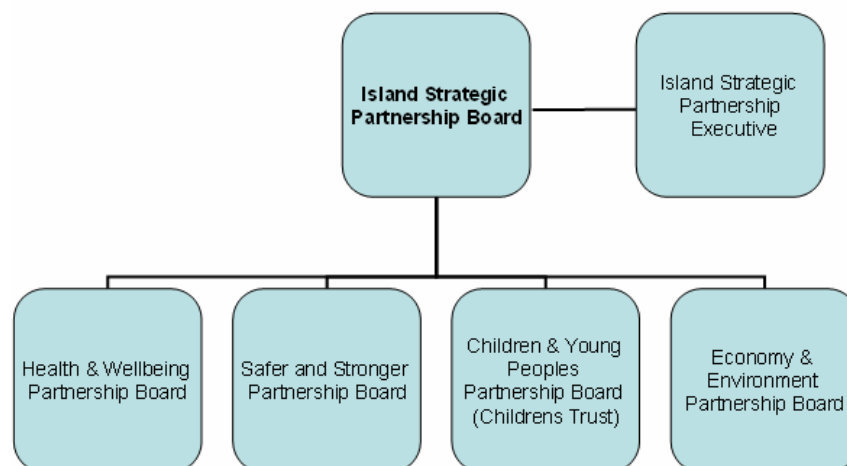 Island Strategic
Partnership Board
Island Strategic
Partnership
Executive
Health & Wellbeing
Partnership Board
Safer and Stronger
Partnership Board
Children & Young
Peoples
Partnership Board
(Childrens Trust)
Economy &
Environment
Partnership Board